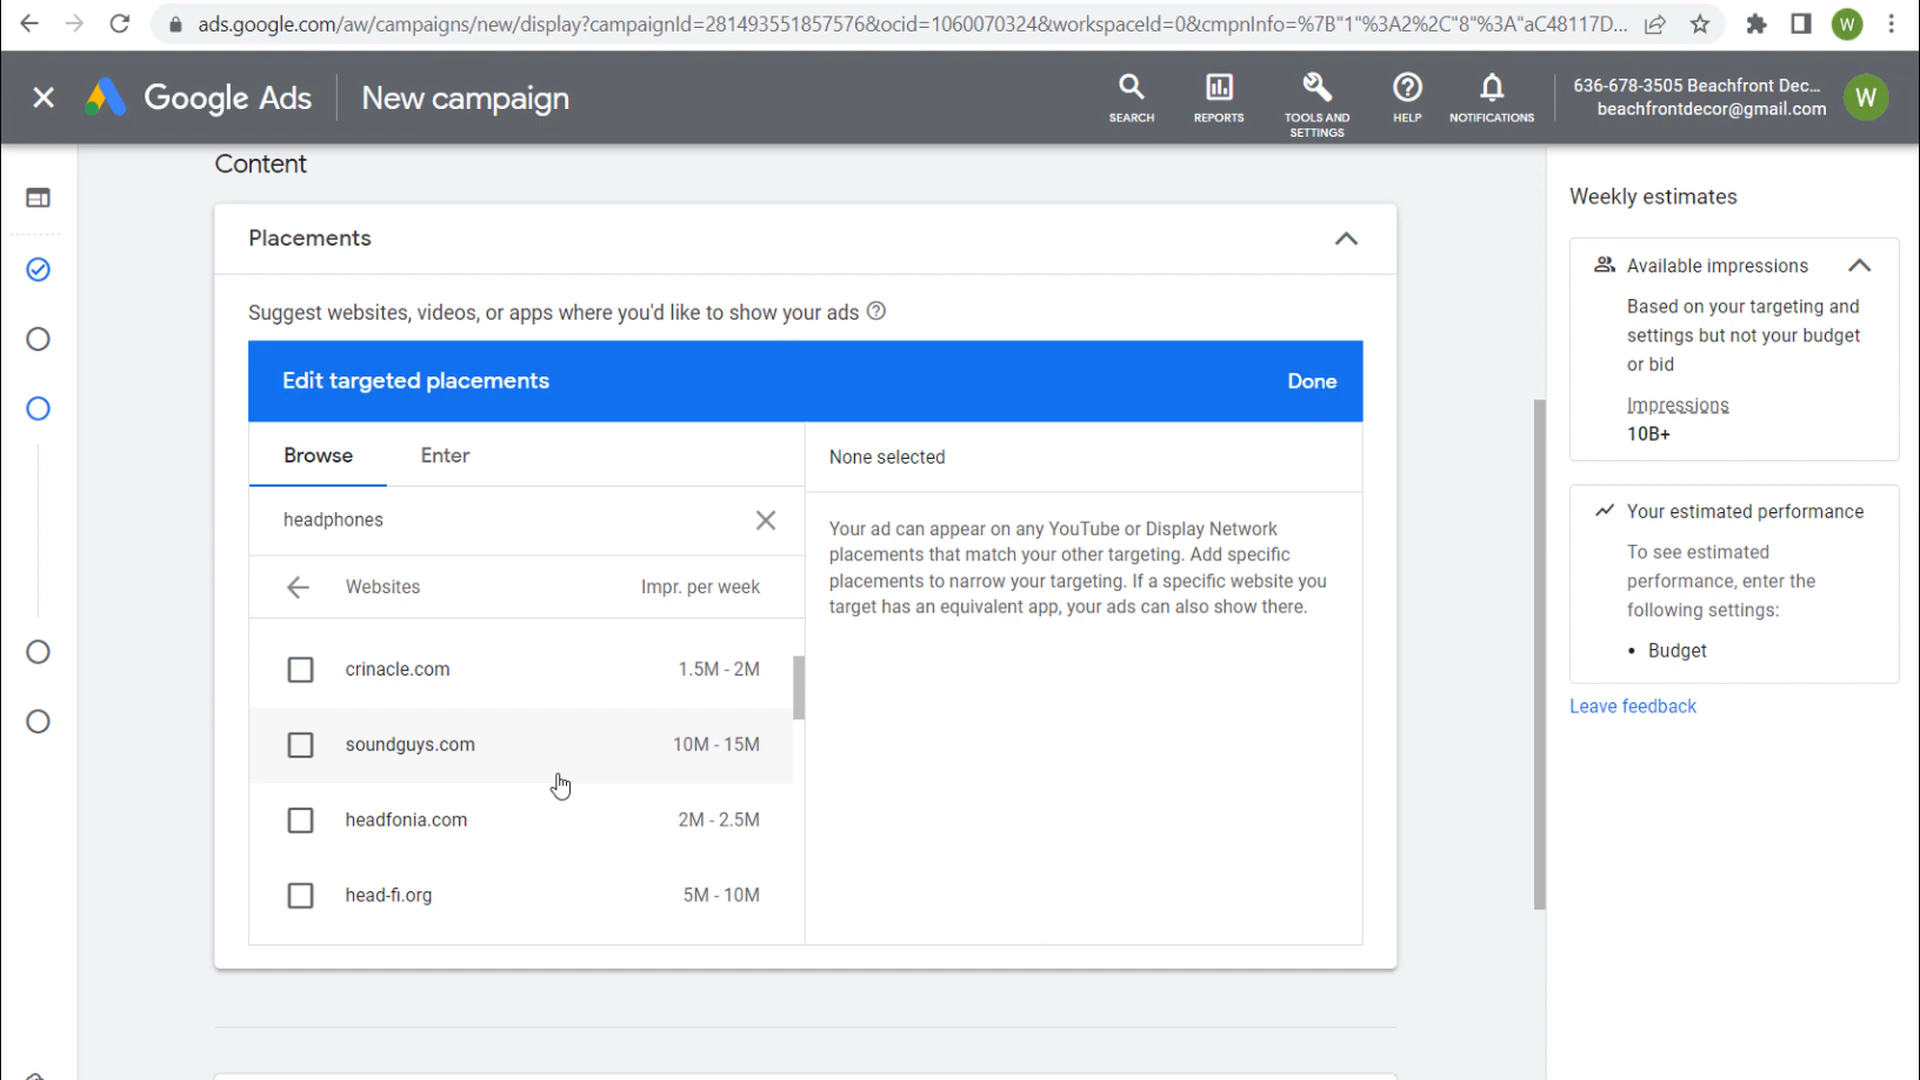 ads.google.com/aw/campaigns/new/display?campaignId=281493551857576&ocid=1060070324&workspaceId=0&cmpnInfo=%7B"1"%3A2%2C"8"%3A"aC48117D...
W
Google Ads
New campaign
SEARCH
REPORTS
TOOLS AND
SETTINGS
HELP
NOTIFICATIONS
636-678-3505 Beachfront Dec...
beachfrontdecor@gmail.com
W
Content
Placements
Suggest websites, videos, or apps where you'd like to show your ads
Edit targeted placements
Done
Browse
Enter
headphones
Websites
Impr. per week
crinacle.com
1.5M - 2M
soundguys.com
10M - 15M
headfonia.com
2M - 2.5M
head-fi.org
5M - 10M
None selected
Your ad can appear on any YouTube or Display Network
placements that match your other targeting. Add specific
placements to narrow your targeting. If a specific website you
target has an equivalent app, your ads can also show there.
Weekly estimates
Available impressions
Based on your targeting and
settings but not your budget
or bid
Impressions
10B+
Your estimated performance
To see estimated
performance, enter the
following settings:
• Budget
Leave feedback